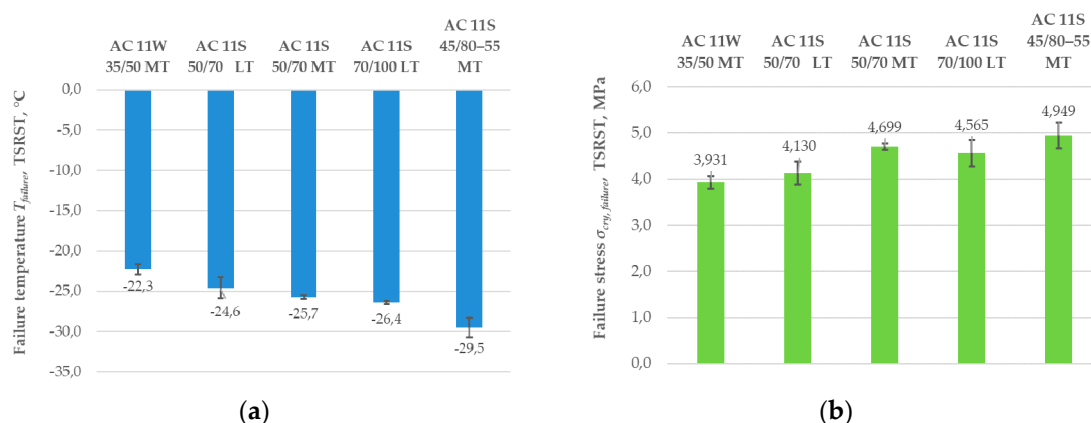 AC 11W
35/50 MT
AC 11S
50/70 LT
AC 11S
50/70 MT
AC 11S
70/100 LT
AC 11S
45/80–55
MT
Failure temperature T failure, TSRST, °C
0,0
-5,0
-10,0
-15,0
-20,0
-25,0
-30,0
-35,0
-22,3
-24,6
-25,7
-26,4
-29,5
(a)
AC 11W
35/50 MT
AC 11S
50/70 LT
AC 11S
50/70 MT
AC 11S
70/100 LT
AC 11S
45/80–55
MT
Failure stress σ cry, failure, TSRST, MPa
6,0
5,0
4,0
3,0
2,0
1,0
0,0
3,931
4,130
4,699
4,565
4,949
(b)